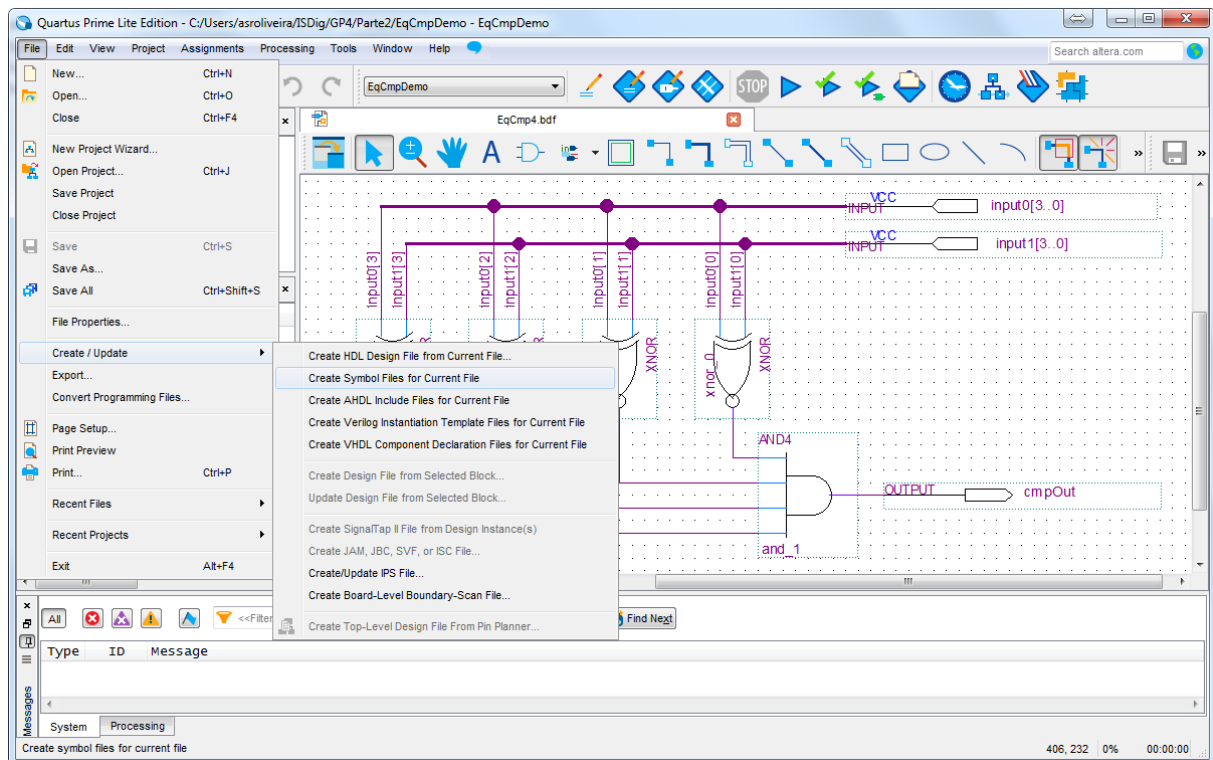 Quartus Prime Lite Edition - C:/Users/asroliveira/ISDig/GP4/Parte2/EqCmpDemo - EqCmpDemo
File Edit View Project Assignments Processing Tools Window Help
Search altera.com
New... Ctrl+N
Open... Ctrl+O
Close Ctrl+F4
New Project Wizard...
Open Project... Ctrl+J
Save Project
Close Project
Save Ctrl+S
Save As...
Save All Ctrl+Shift+S
File Properties...
Create / Update
Export...
Convert Programming Files...
Page Setup...
Print Preview
Print... Ctrl+P
Recent Files
Recent Projects
Exit Alt+F4
Create HDL Design File from Current File...
Create Symbol Files for Current File
Create AHDL Include Files for Current File
Create Verilog Instantiation Template Files for Current File
Create VHDL Component Declaration Files for Current File
Create Design File from Selected Block...
Update Design File from Selected Block...
Create SignalTap II File from Design Instance(s)
Create JAM, JBC, SVF, or ISC File...
Create/Update IPS File...
Create Board-Level Boundary-Scan File...
Create Top-Level Design File From Pin Planner...
EqCmpDemo
STOP
EqCmp4.bdf
A
VCC
INPUT input0[3..0]
VCC
INPUT input1[3..0]
input0[3]
input1[3]
input0[2]
input1[2]
input0[1]
input1[1]
input0[0]
input1[0]
XNOR
xnor_0
XNOR
AND4
and_1
OUTPUT cmpOut
All <<Filter Find Next
Type ID Message
Messages
System Processing
Create symbol files for current file 406, 232 0% 00:00:00